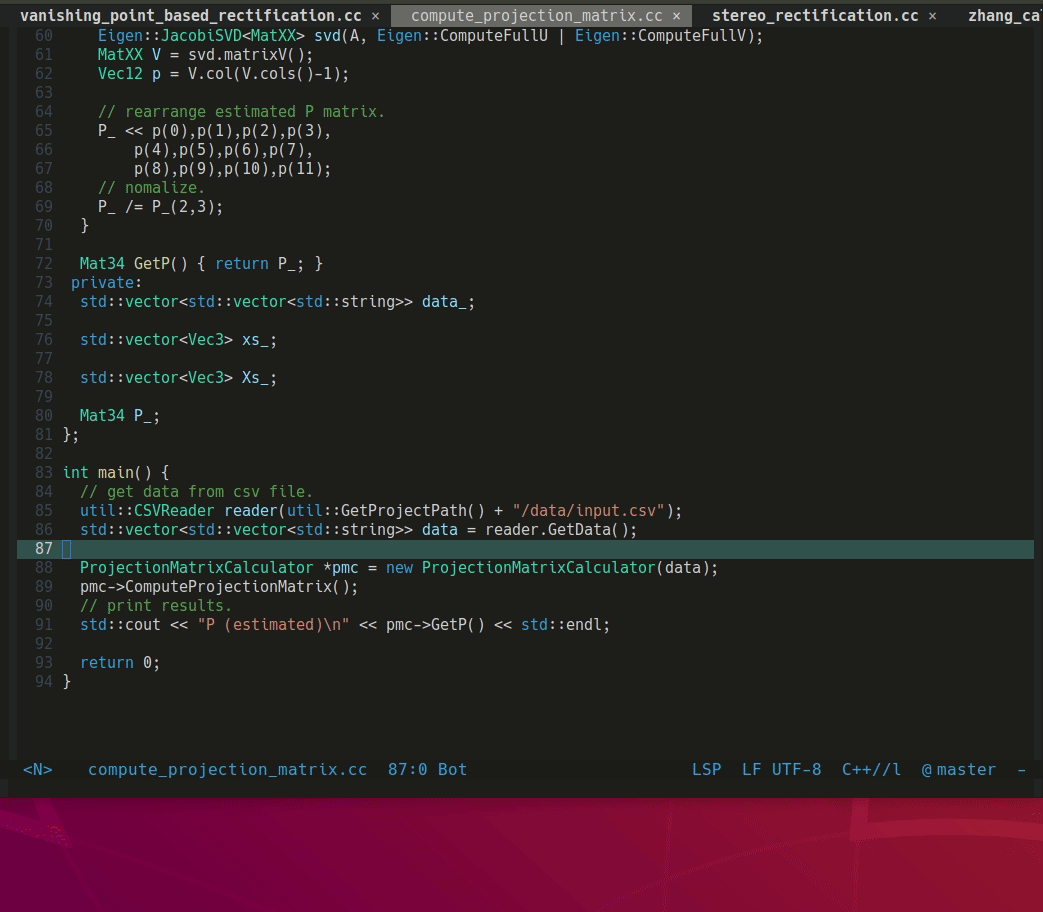 vanishing_point_based_rectification.cc × compute_projection_matrix.cc × stereo_rectification.cc × zhang_ca
60 Eigen::JacobiSVD<MatXX> svd(A, Eigen::ComputeFullU | Eigen::ComputeFullV);
61 MatXX V = svd.matrixV();
62 Vec12 p = V.col(V.cols()-1);
63
64 // rearrange estimated P matrix.
65 P_ << p(0),p(1),p(2),p(3),
66 p(4),p(5),p(6),p(7),
67 p(8),p(9),p(10),p(11);
68 // nomalize.
69 P_ /= P_(2,3);
70 }
71
72 Mat34 GetP() { return P_; }
73 private:
74 std::vector<std::vector<std::string>> data_;
75
76 std::vector<Vec3> xs_;
77
78 std::vector<Vec3> Xs_;
79
80 Mat34 P_;
81 };
82
83 int main() {
84 // get data from csv file.
85 util::CSVReader reader(util::GetProjectPath() + "/data/input.csv");
86 std::vector<std::vector<std::string>> data = reader.GetData();
87
88 ProjectionMatrixCalculator *pmc = new ProjectionMatrixCalculator(data);
89 pmc->ComputeProjectionMatrix();
90 // print results.
91 std::cout << "P (estimated)\n" << pmc->GetP() << std::endl;
92
93 return 0;
94 }
<N> compute_projection_matrix.cc 87:0 Bot LSP LF UTF-8 C++//l @master -